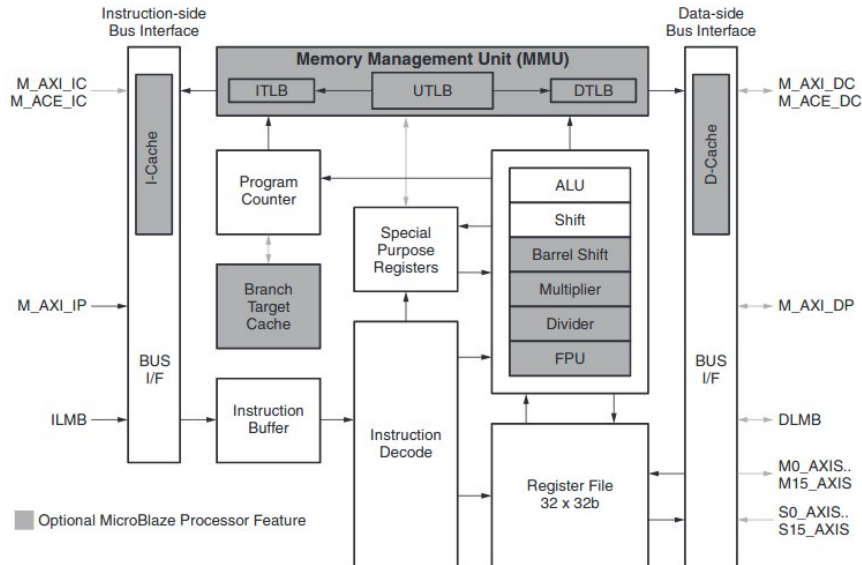 Instruction-side
Bus Interface
Data-side
Bus Interface
Memory Management Unit (MMU)
ITLB
UTLB
DTLB
M_AXI_IC
M_ACE_IC
M_AXI_DC
M_ACE_DC
I-Cache
D-Cache
Program
Counter
ALU
Shift
Barrel Shift
Multiplier
Divider
FPU
Special
Purpose
Registers
Branch
Target
Cache
M_AXI_IP
M_AXI_DP
BUS
I/F
BUS
I/F
ILMB
Instruction
Buffer
Instruction
Decode
DLMB
Register File
32 x 32b
M0_AXIS..
M15_AXIS
S0_AXIS..
S15_AXIS
Optional MicroBlaze Processor Feature